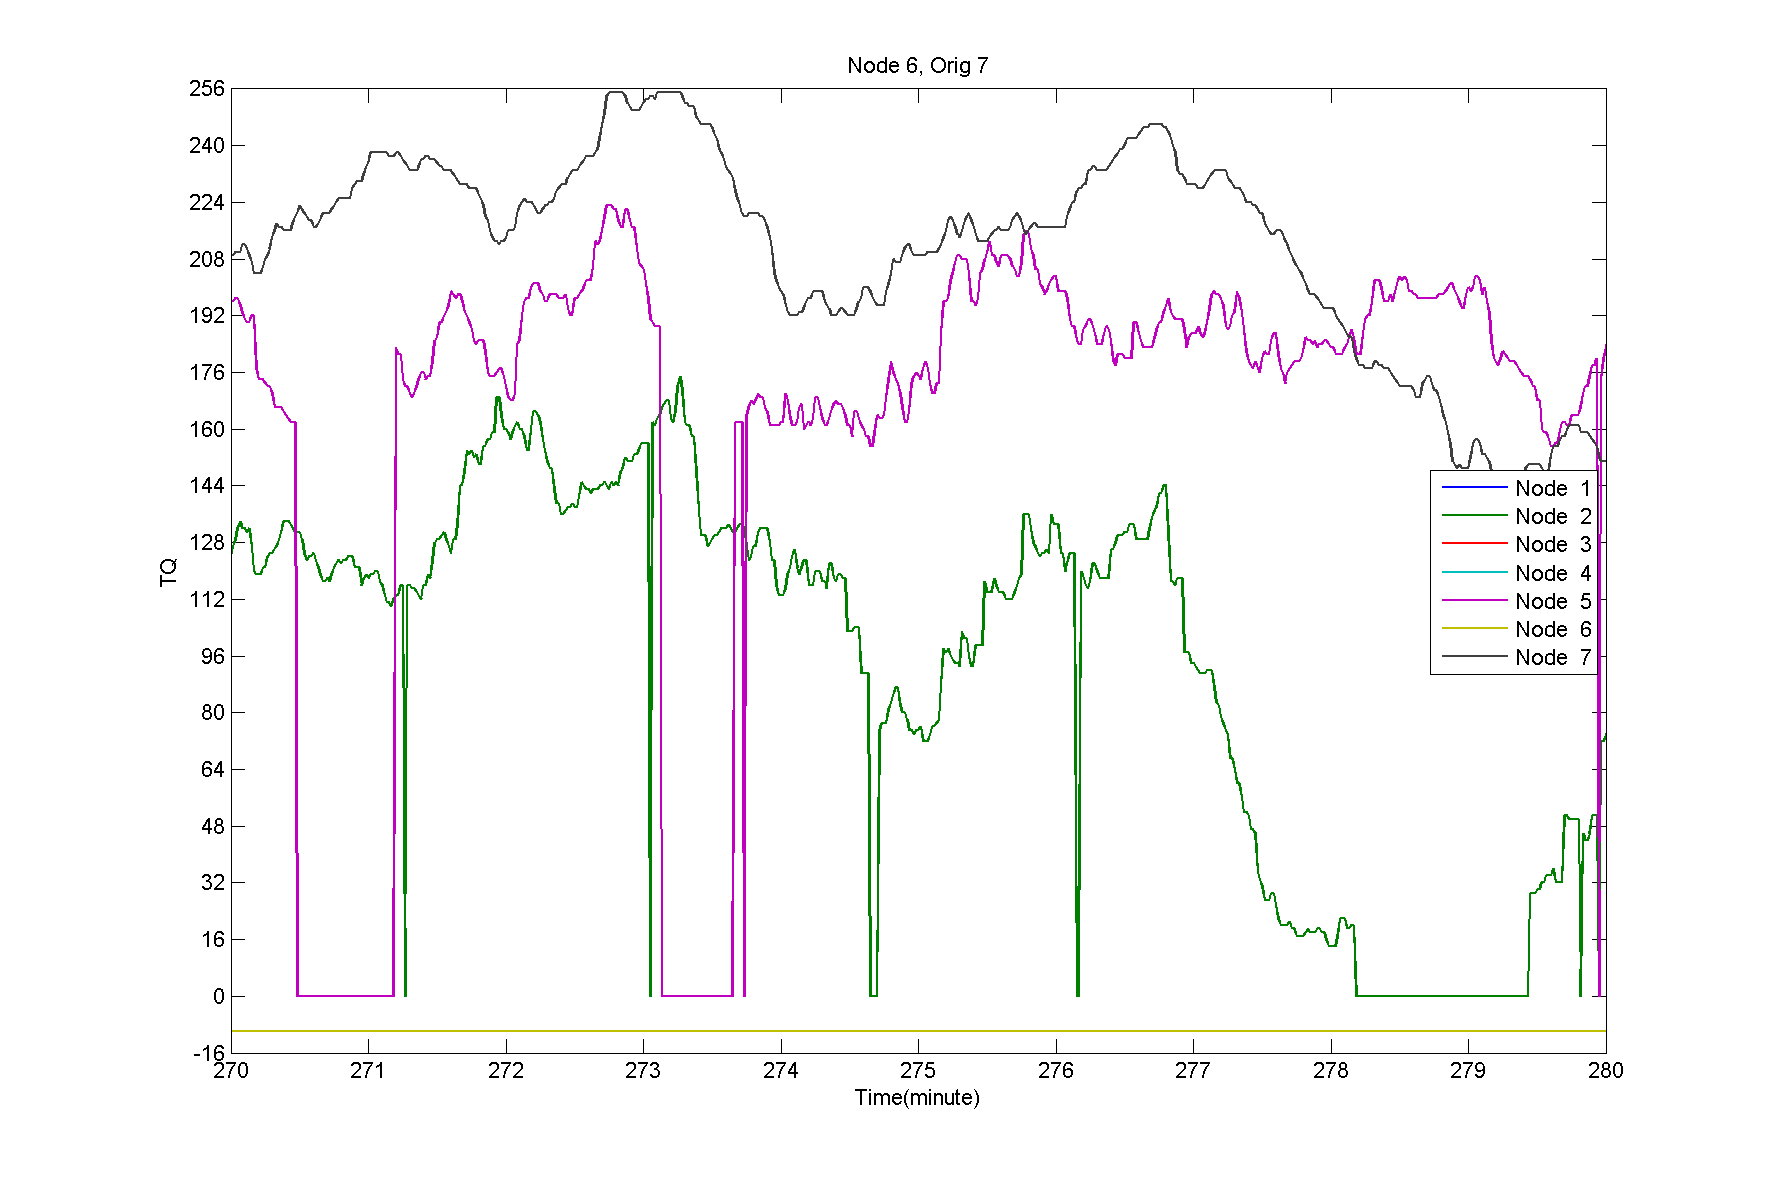 Node 6, Orig 7
256
240
224
208
192
176
160
144
128
112
96
80
64
48
32
16
0
-16
TQ
Node 1
Node 2
Node 3
Node 4
Node 5
Node 6
Node 7
270 271 272 273 274 275 276 277 278 279 280
Time(minute)